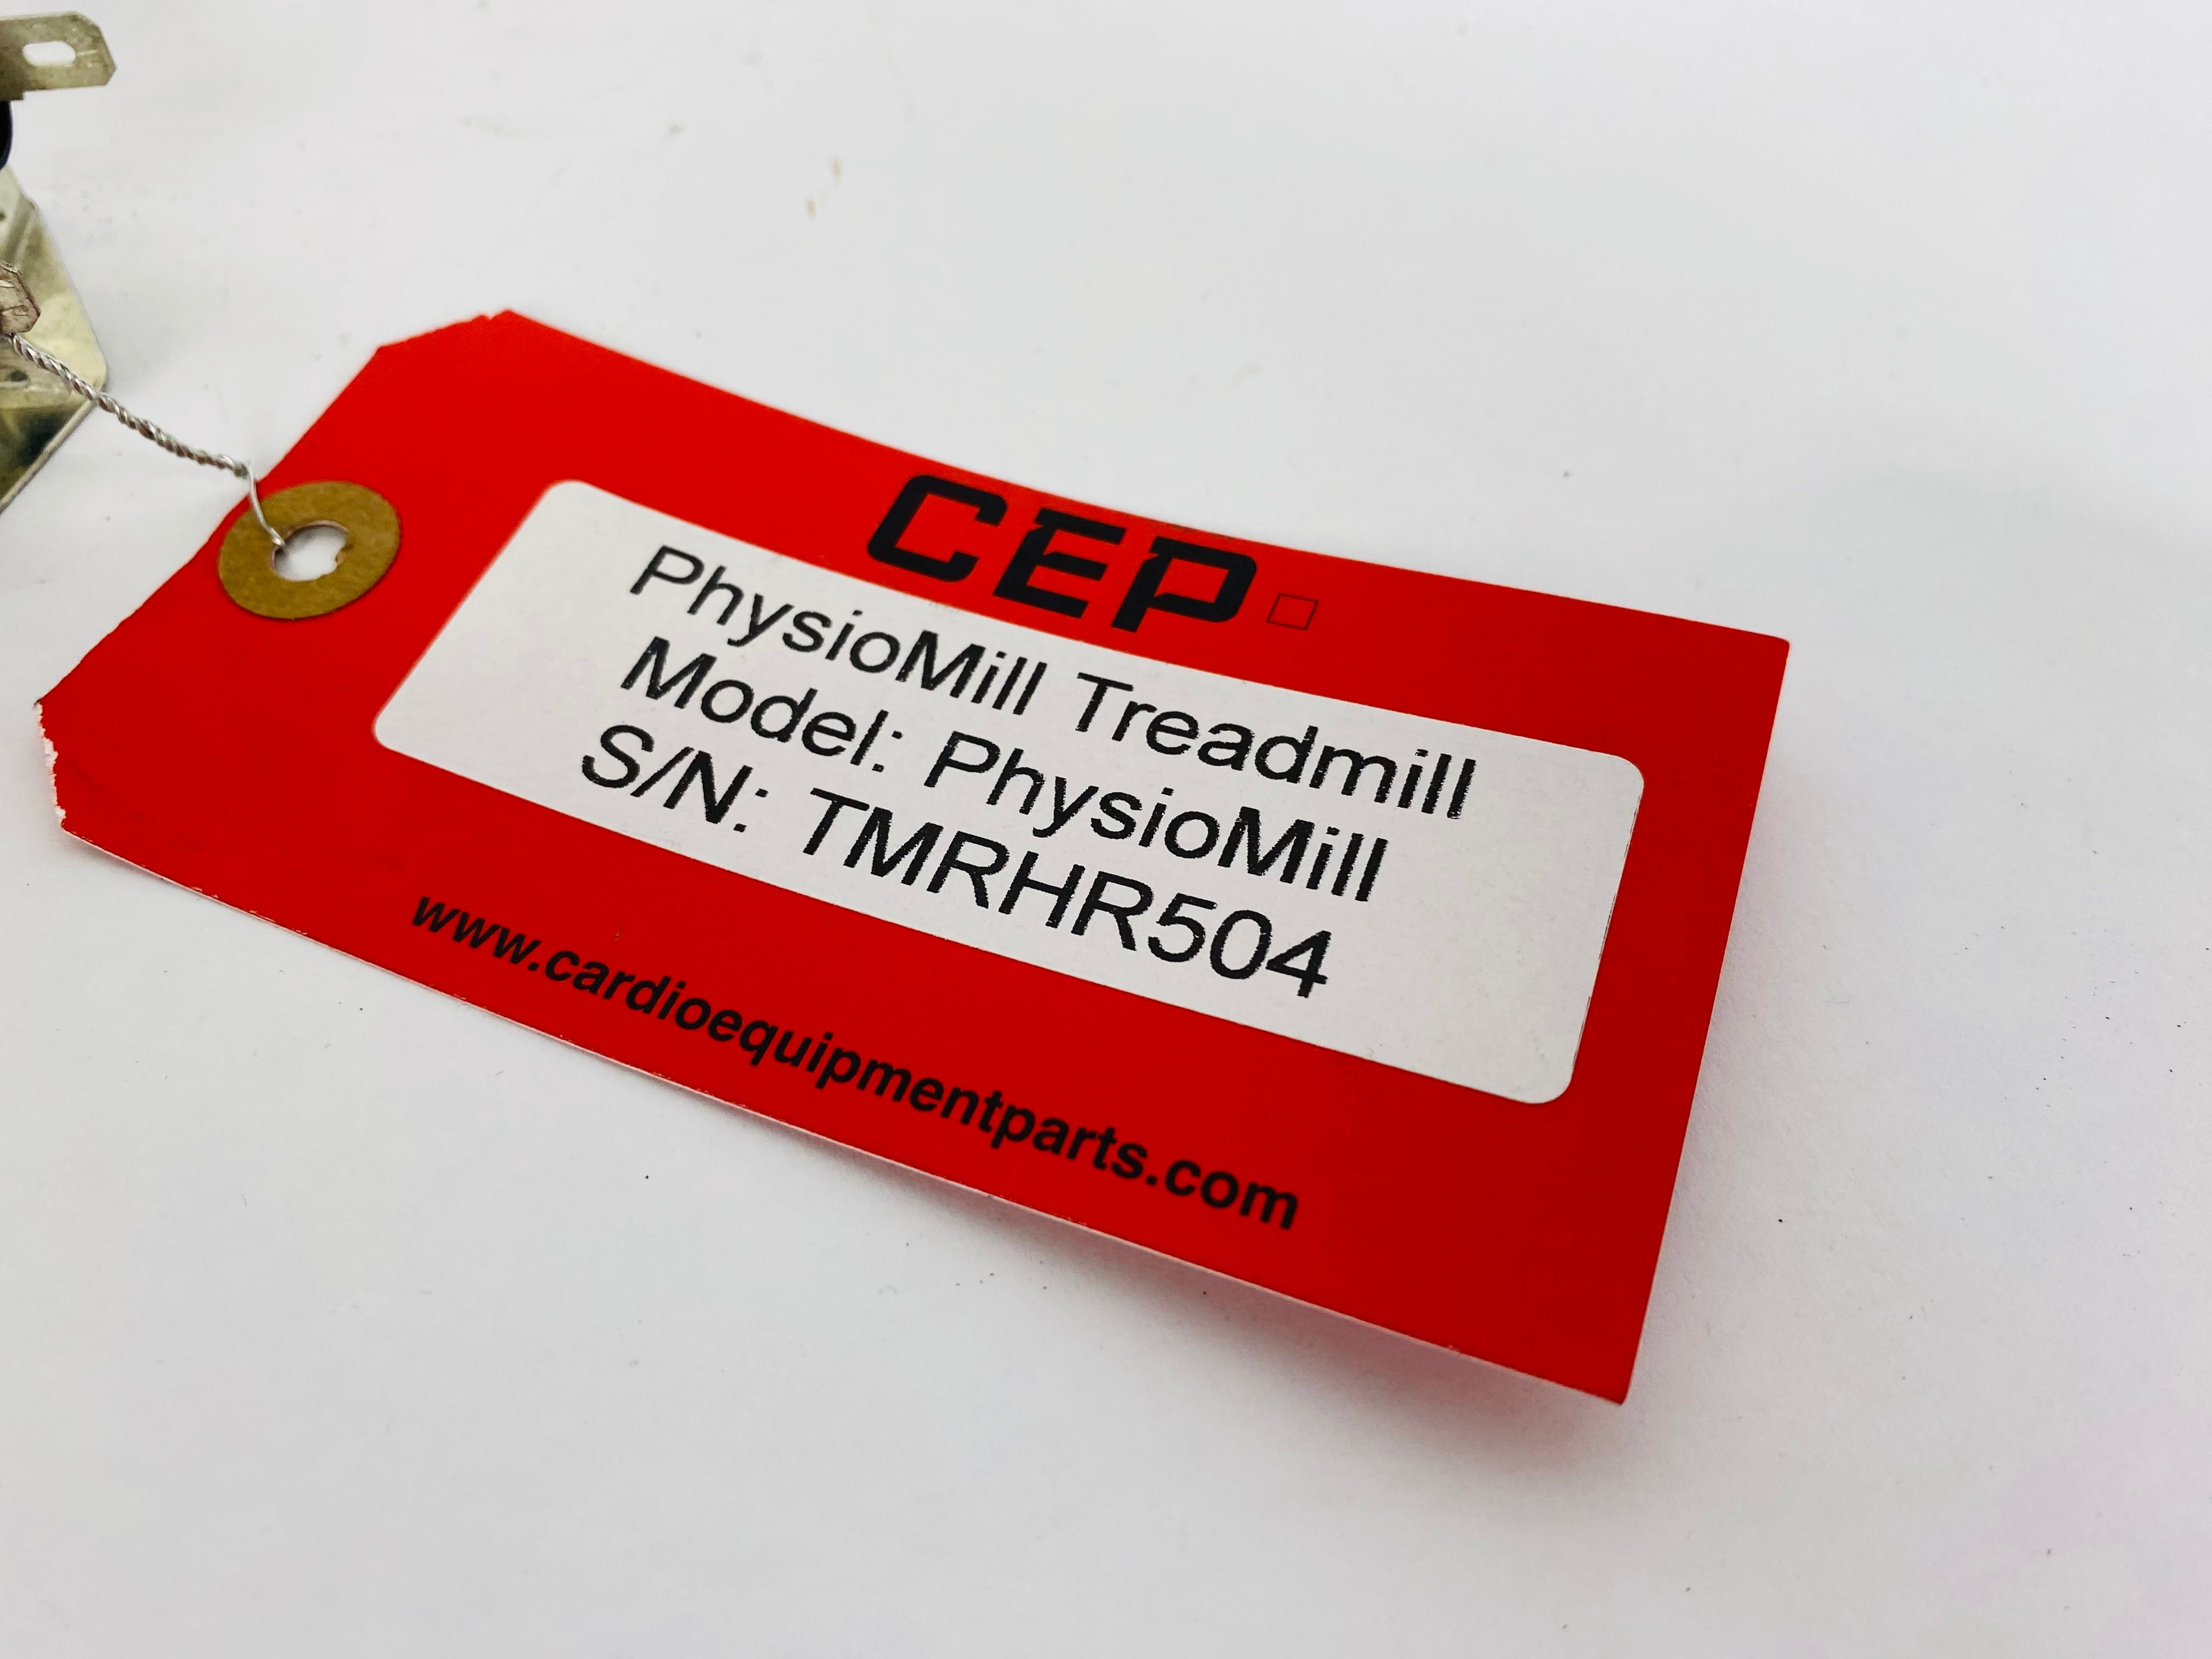 CEP
PhysioMill Treadmill
Model: PhysioMill
S/N: TMRHR504
www.cardioequipmentparts.com